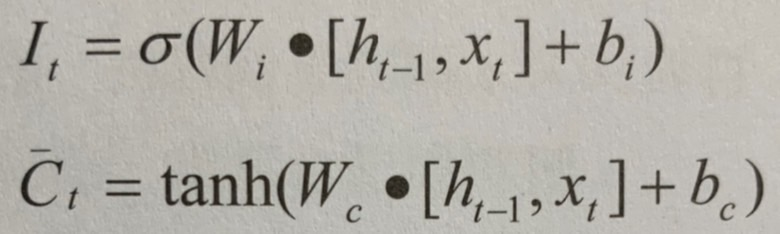 I_t = σ(W_i •[h_{t-1}, x_t] + b_i)
C̄_t = tanh(W_c •[h_{t-1}, x_t] + b_c)